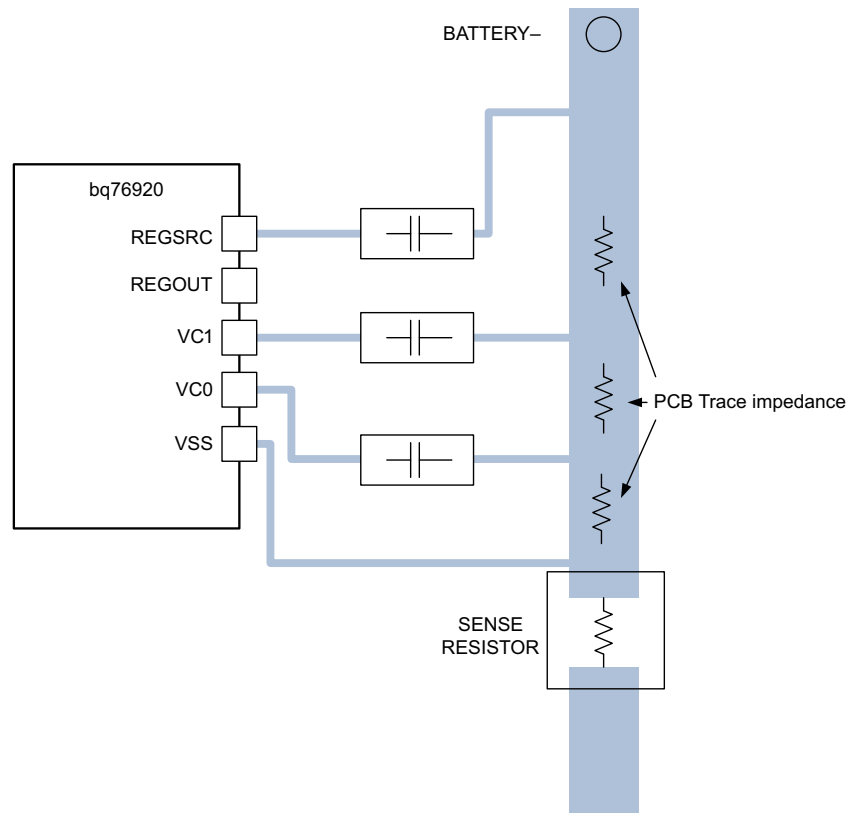 BATTERY–
bq76920
REGSRC
REGOUT
VC1
VC0
VSS
PCB Trace impedance
SENSE
RESISTOR